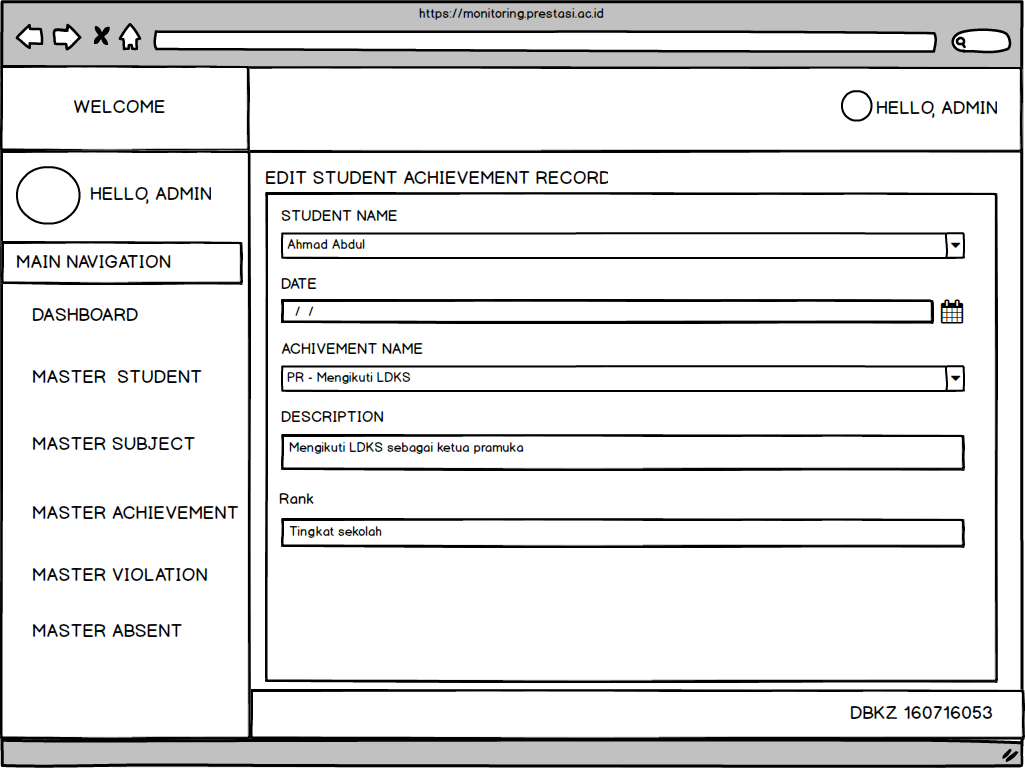 https://monitoring.prestasi.ac.id
WELCOME
HELLO, ADMIN
HELLO, ADMIN
MAIN NAVIGATION
DASHBOARD
MASTER  STUDENT
MASTER SUBJECT
MASTER ACHIEVEMENT
MASTER VIOLATION
MASTER ABSENT
EDIT STUDENT ACHIEVEMENT RECORD
STUDENT NAME
Ahmad Abdul
DATE
/ /
ACHIVEMENT NAME
PR - Mengikuti LDKS
DESCRIPTION
Mengikuti LDKS sebagai ketua pramuka
Rank
Tingkat sekolah
DBKZ 160716053